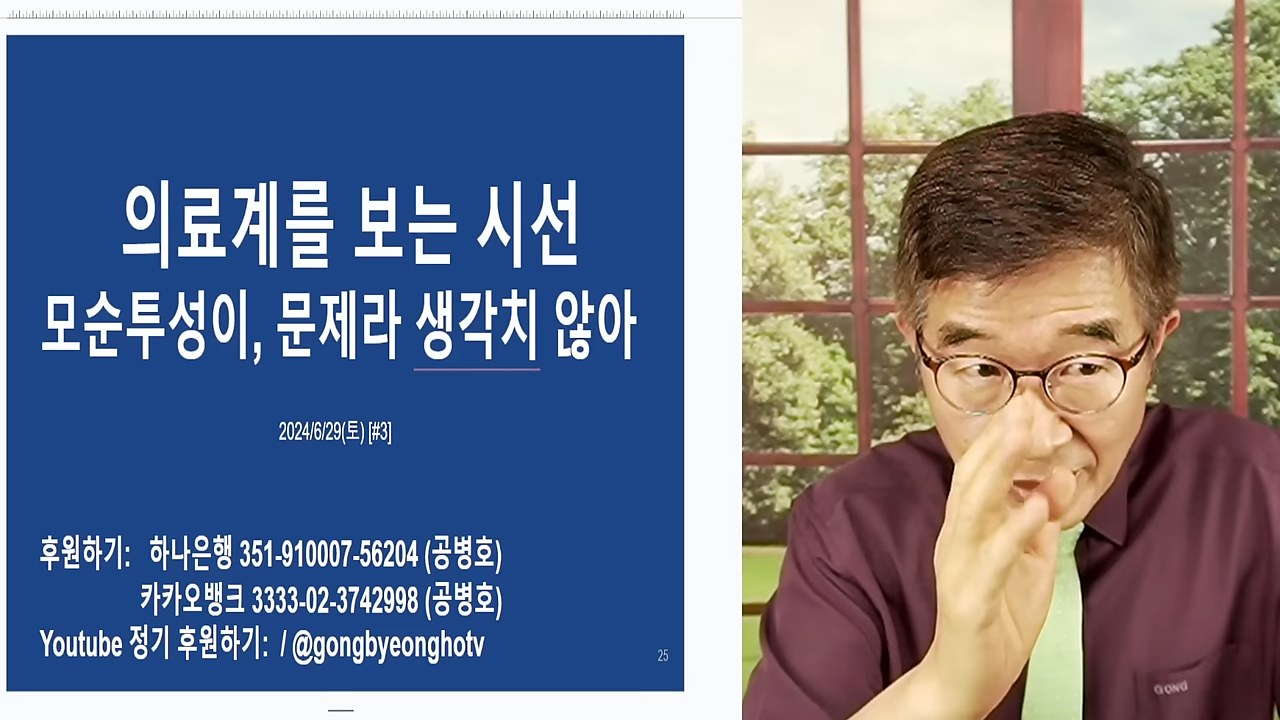 의료계를 보는 시선
모순투성이, 문제라 생각치 않아
2024/6/29(토) [#3]
후원하기: 하나은행 351-910007-56204 (공병호)
카카오뱅크 3333-02-3742998 (공병호)
Youtube 정기 후원하기: / @gongbyeonghotv
25
GONG